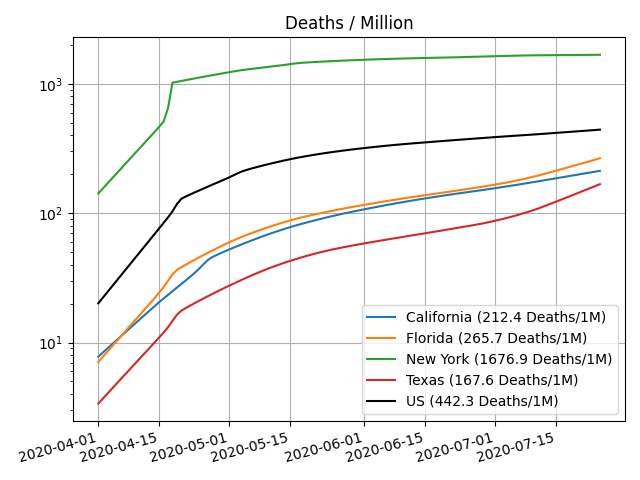 Deaths / Million
10³
10²
10¹
California (212.4 Deaths/1M)
Florida (265.7 Deaths/1M)
New York (1676.9 Deaths/1M)
Texas (167.6 Deaths/1M)
US (442.3 Deaths/1M)
2020-04-01
2020-04-15
2020-05-01
2020-05-15
2020-06-01
2020-06-15
2020-07-01
2020-07-15